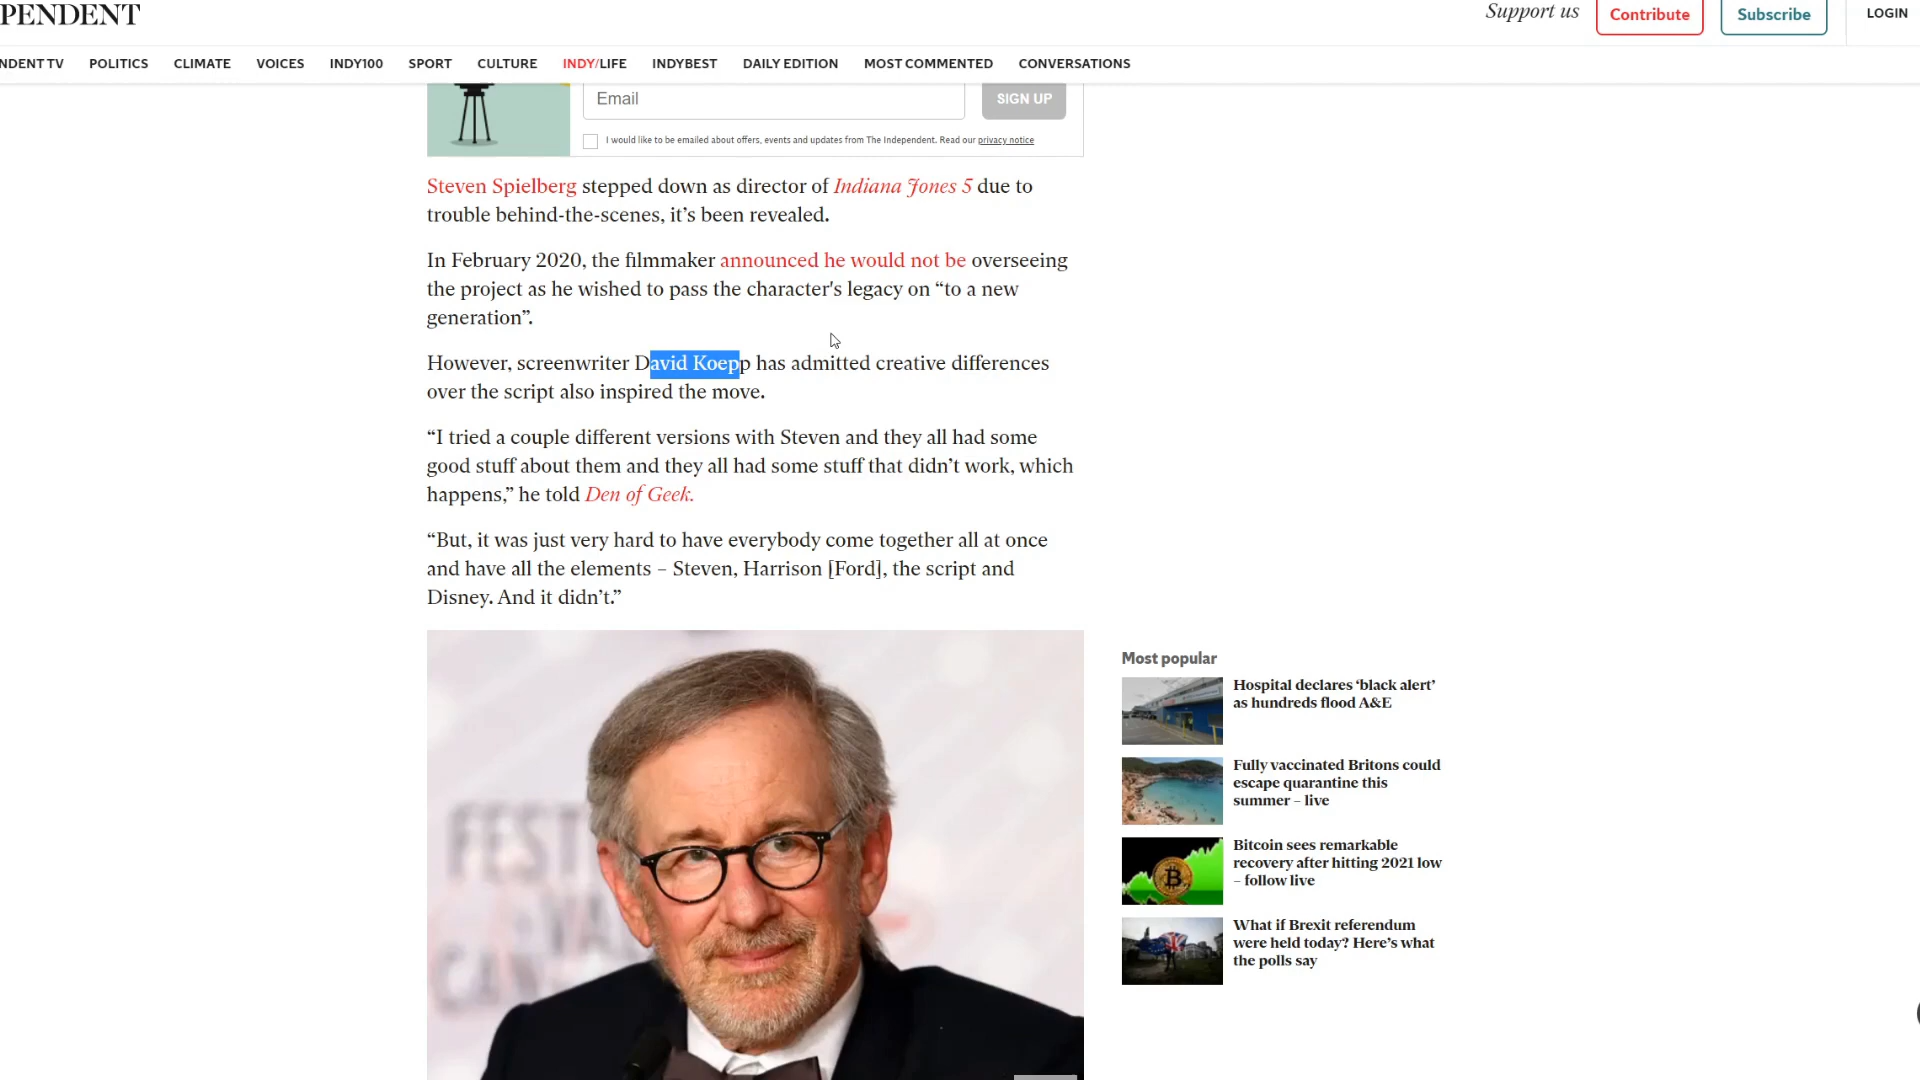 PENDENT
Support us
Contribute
Subscribe
LOGIN
NDENT TV POLITICS CLIMATE VOICES INDY100 SPORT CULTURE INDY/LIFE INDYBEST DAILY EDITION MOST COMMENTED CONVERSATIONS
Email
SIGN UP
I would like to be emailed about offers, events and updates from The Independent. Read our privacy notice
Steven Spielberg stepped down as director of Indiana Jones 5 due to
trouble behind-the-scenes, it’s been revealed.
In February 2020, the filmmaker announced he would not be overseeing
the project as he wished to pass the character's legacy on “to a new
generation”.
However, screenwriter David Koepp has admitted creative differences
over the script also inspired the move.
“I tried a couple different versions with Steven and they all had some
good stuff about them and they all had some stuff that didn’t work, which
happens,” he told Den of Geek.
“But, it was just very hard to have everybody come together all at once
and have all the elements – Steven, Harrison [Ford], the script and
Disney. And it didn’t.”
Most popular
Hospital declares ‘black alert’
as hundreds flood A&E
Fully vaccinated Britons could
escape quarantine this
summer – live
Bitcoin sees remarkable
recovery after hitting 2021 low
– follow live
What if Brexit referendum
were held today? Here’s what
the polls say